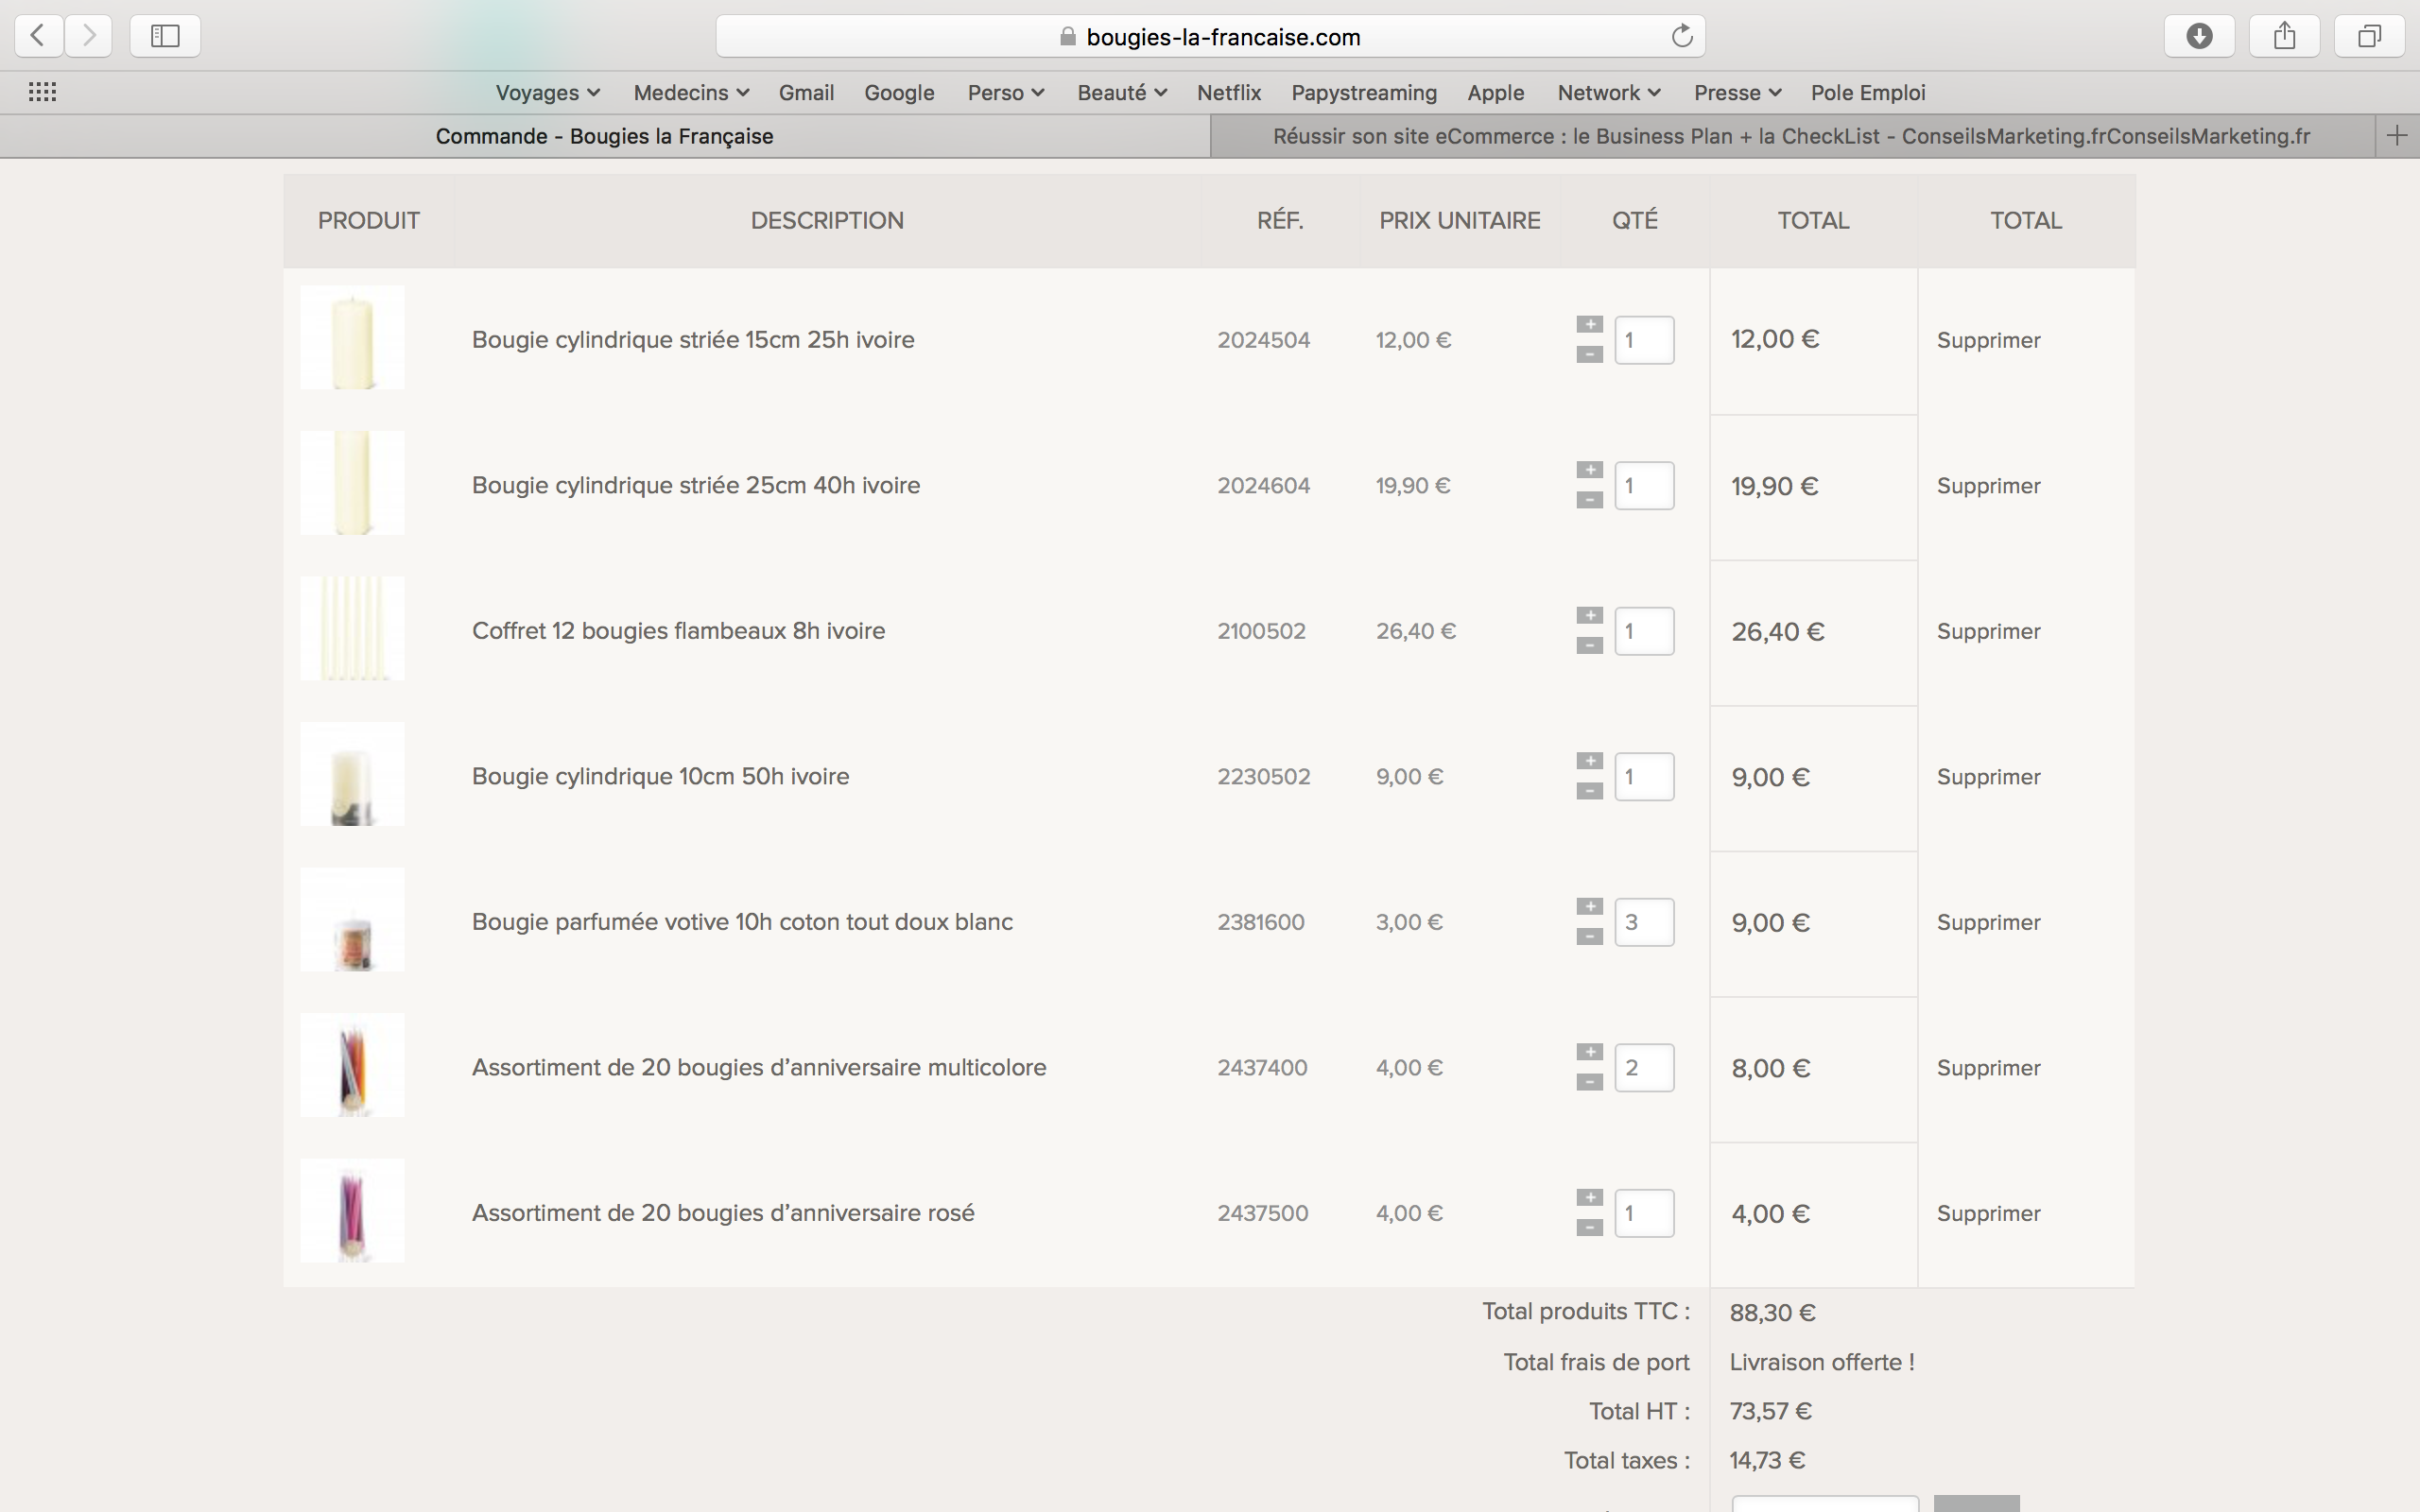 bougies-la-francaise.com
Voyages Medecins Gmail Google Perso Beauté Netflix Papystreaming Apple Network Presse Pole Emploi
Commande - Bougies la Française Réussir son site eCommerce : le Business Plan + la CheckList - ConseilsMarketing.frConseilsMarketing.fr
PRODUIT DESCRIPTION RÉF. PRIX UNITAIRE QTÉ TOTAL TOTAL
Bougie cylindrique striée 15cm 25h ivoire 2024504 12,00 € + - 1 12,00 € Supprimer
Bougie cylindrique striée 25cm 40h ivoire 2024604 19,90 € + - 1 19,90 € Supprimer
Coffret 12 bougies flambeaux 8h ivoire 2100502 26,40 € + - 1 26,40 € Supprimer
Bougie cylindrique 10cm 50h ivoire 2230502 9,00 € + - 1 9,00 € Supprimer
Bougie parfumée votive 10h coton tout doux blanc 2381600 3,00 € + - 3 9,00 € Supprimer
Assortiment de 20 bougies d’anniversaire multicolore 2437400 4,00 € + - 2 8,00 € Supprimer
Assortiment de 20 bougies d’anniversaire rosé 2437500 4,00 € + - 1 4,00 € Supprimer
Total produits TTC : 88,30 €
Total frais de port Livraison offerte !
Total HT : 73,57 €
Total taxes : 14,73 €